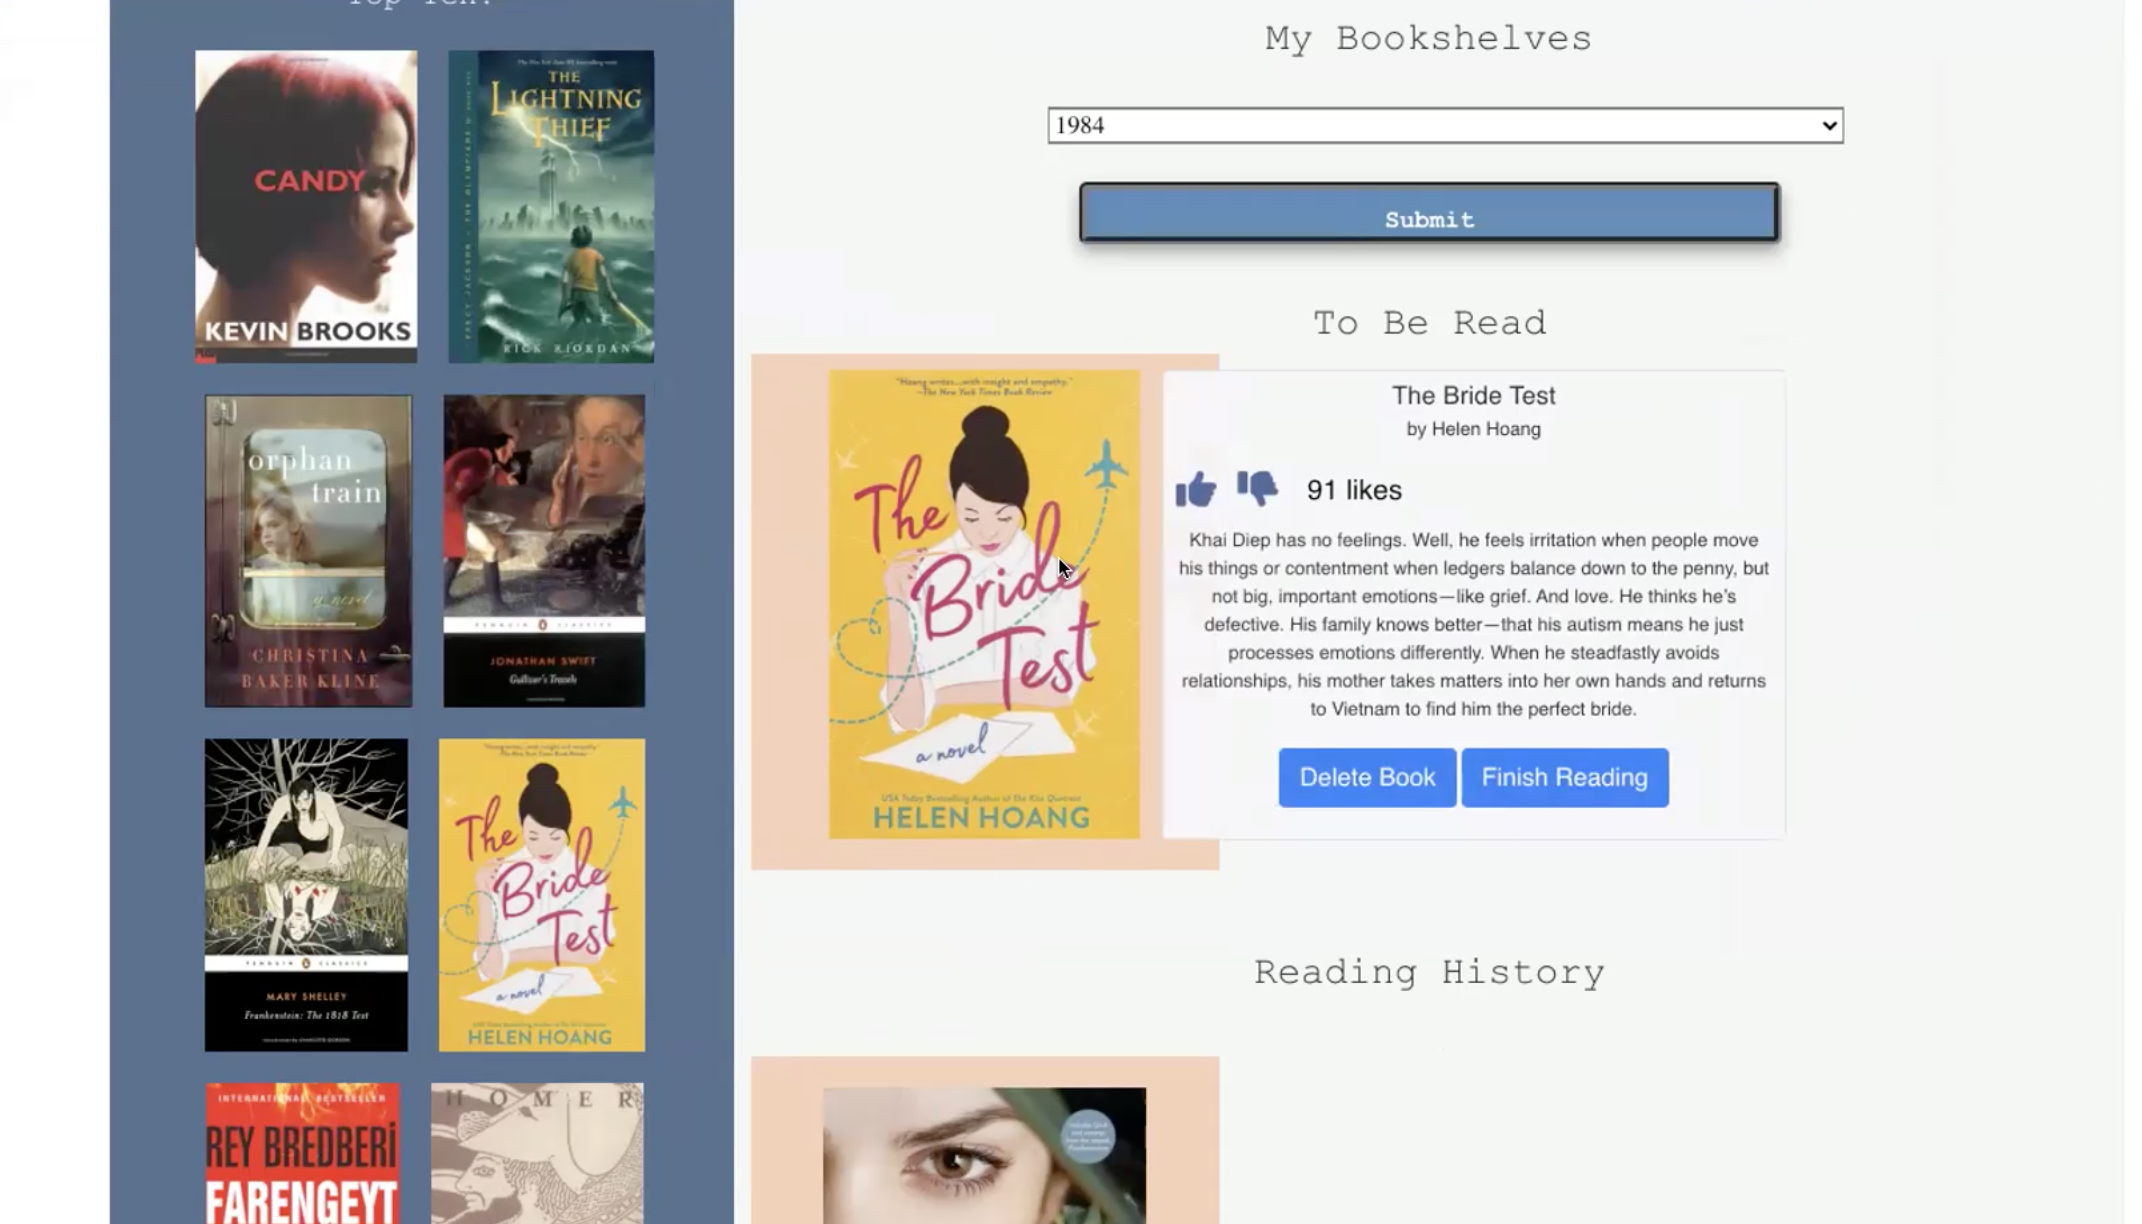 Top Ten!
CANDY
KEVIN BROOKS
THE
LIGHTNING
THIEF
RICK RIORDAN
orphan
train
a novel
CHRISTINA
BAKER KLINE
PENGUIN CLASSICS
JONATHAN SWIFT
Gulliver's Travels
PENGUIN CLASSICS
MARY SHELLEY
Frankenstein: The 1818 Text
The
Bride
Test
a novel
HELEN HOANG
INTERNATIONAL BESTSELLER
REY BREDBERİ
FARENGEYT
HOMER
My Bookshelves
1984
Submit
To Be Read
"Hoang writes...with insight and empathy."
—The New York Times Book Review
The
Bride
Test
a novel
USA Today Bestselling Author of The Kiss Quotient
HELEN HOANG
The Bride Test
by Helen Hoang
91 likes
Khai Diep has no feelings. Well, he feels irritation when people move
his things or contentment when ledgers balance down to the penny, but
not big, important emotions—like grief. And love. He thinks he's
defective. His family knows better—that his autism means he just
processes emotions differently. When he steadfastly avoids
relationships, his mother takes matters into her own hands and returns
to Vietnam to find him the perfect bride.
Delete Book
Finish Reading
Reading History